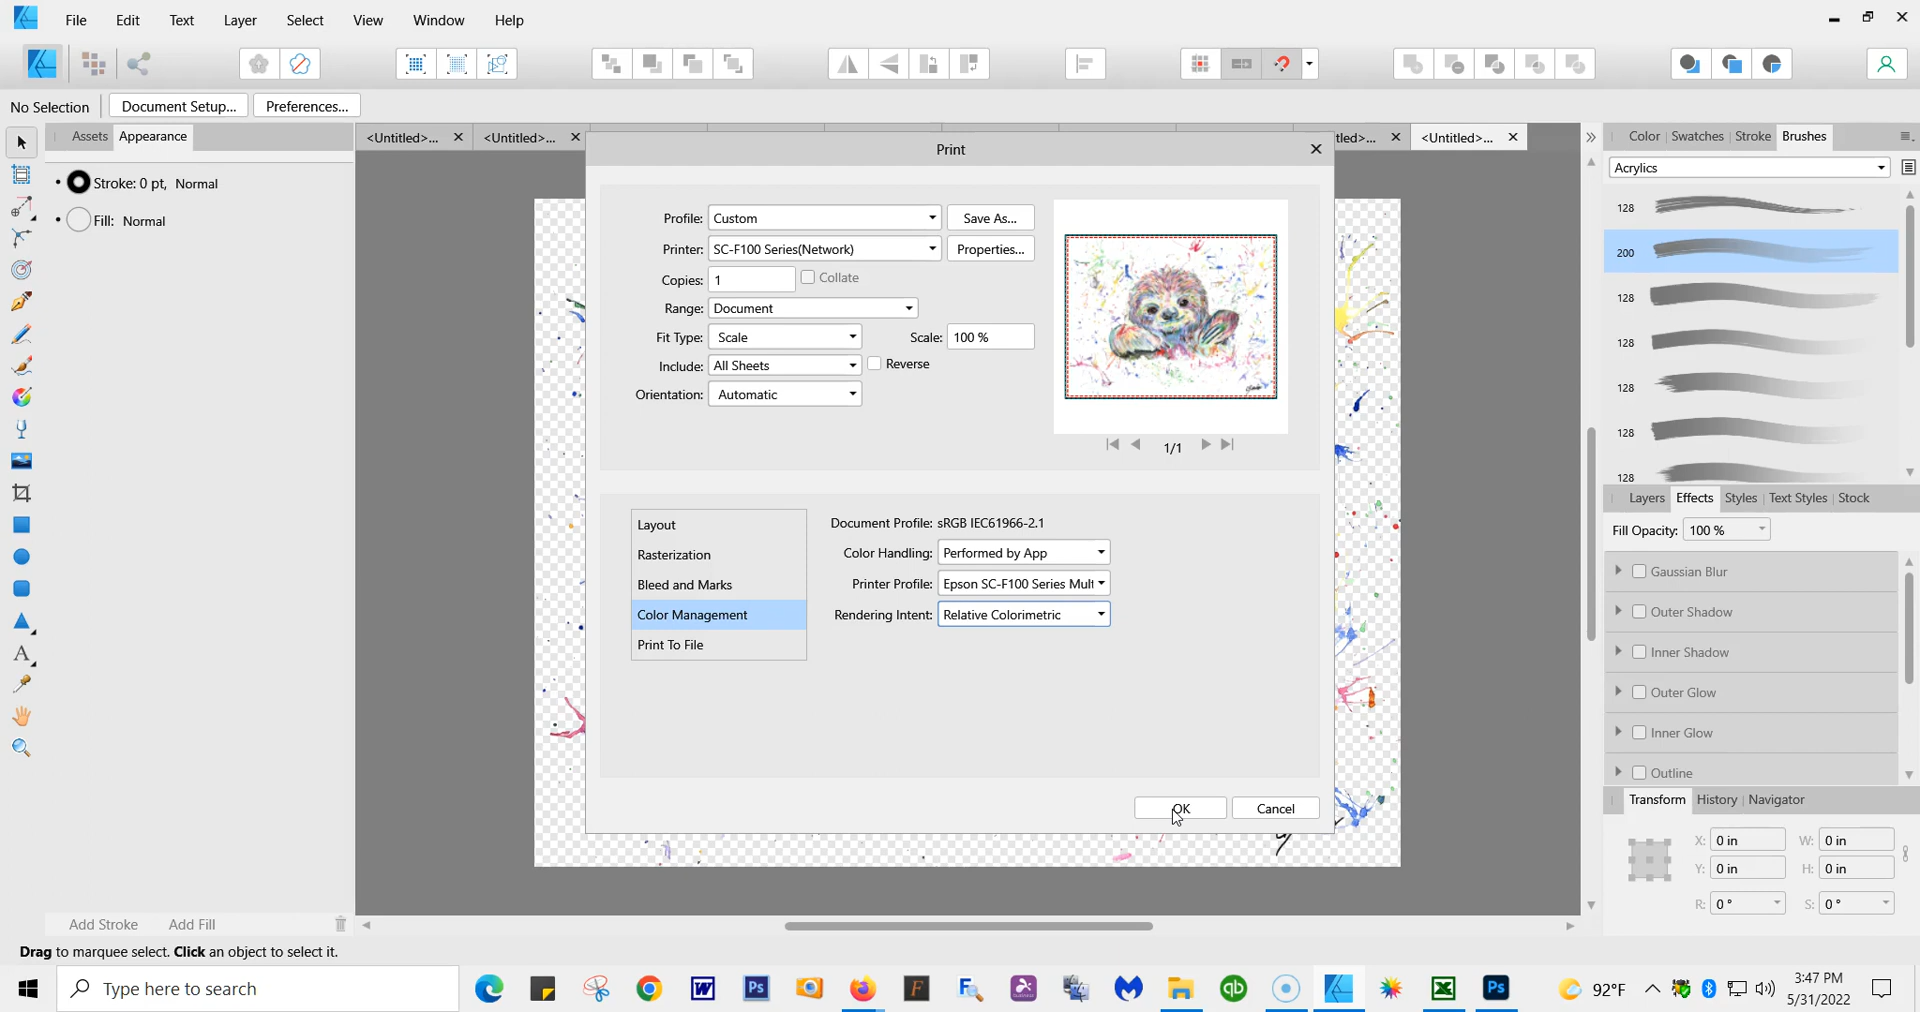 File Edit Text Layer Select View Window Help
No Selection Document Setup... Preferences...
Assets Appearance
<Untitled>... <Untitled>... tled>... <Untitled>...
Color Swatches Stroke Brushes
Stroke: 0 pt, Normal
Fill: Normal
Print
Profile: Custom Save As...
Printer: SC-F100 Series(Network) Properties...
Copies: 1 Collate
Range: Document
Fit Type: Scale Scale: 100 %
Include: All Sheets Reverse
Orientation: Automatic
1/1
Layout
Rasterization
Bleed and Marks
Color Management
Print To File
Document Profile: sRGB IEC61966-2.1
Color Handling: Performed by App
Printer Profile: Epson SC-F100 Series Mult
Rendering Intent: Relative Colorimetric
OK Cancel
Acrylics
128
200
128
128
128
128
128
Layers Effects Styles Text Styles Stock
Fill Opacity: 100 %
Gaussian Blur
Outer Shadow
Inner Shadow
Outer Glow
Inner Glow
Outline
Transform History Navigator
X: 0 in W: 0 in
Y: 0 in H: 0 in
R: 0 ° S: 0 °
Add Stroke Add Fill
Drag to marquee select. Click an object to select it.
Type here to search
92°F
3:47 PM
5/31/2022